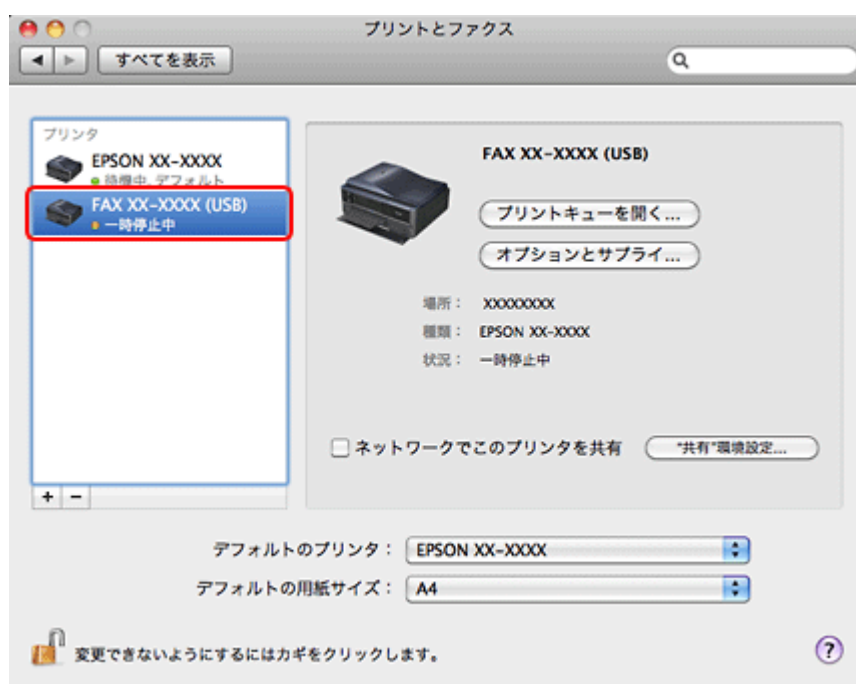 プリントとファクス
すべてを表示
プリンタ
EPSON XX-XXXX
待機中, デフォルト
FAX XX-XXXX (USB)
一時停止中
FAX XX-XXXX (USB)
プリントキューを開く...
オプションとサプライ...
場所： XXXXXXXX
種類： EPSON XX-XXXX
状況： 一時停止中
ネットワークでこのプリンタを共有 "共有"環境設定...
+ −
デフォルトのプリンタ： EPSON XX-XXXX
デフォルトの用紙サイズ： A4
変更できないようにするにはカギをクリックします。 ?